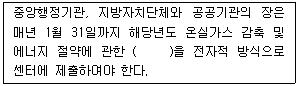 중앙행정기관, 지방자치단체와 공공기관의 장은
매년 1월 31일까지 해당년도 온실가스 감축 및
에너지 절약에 관한 (     )을 전자적 방식으로
센터에 제출하여야 한다.